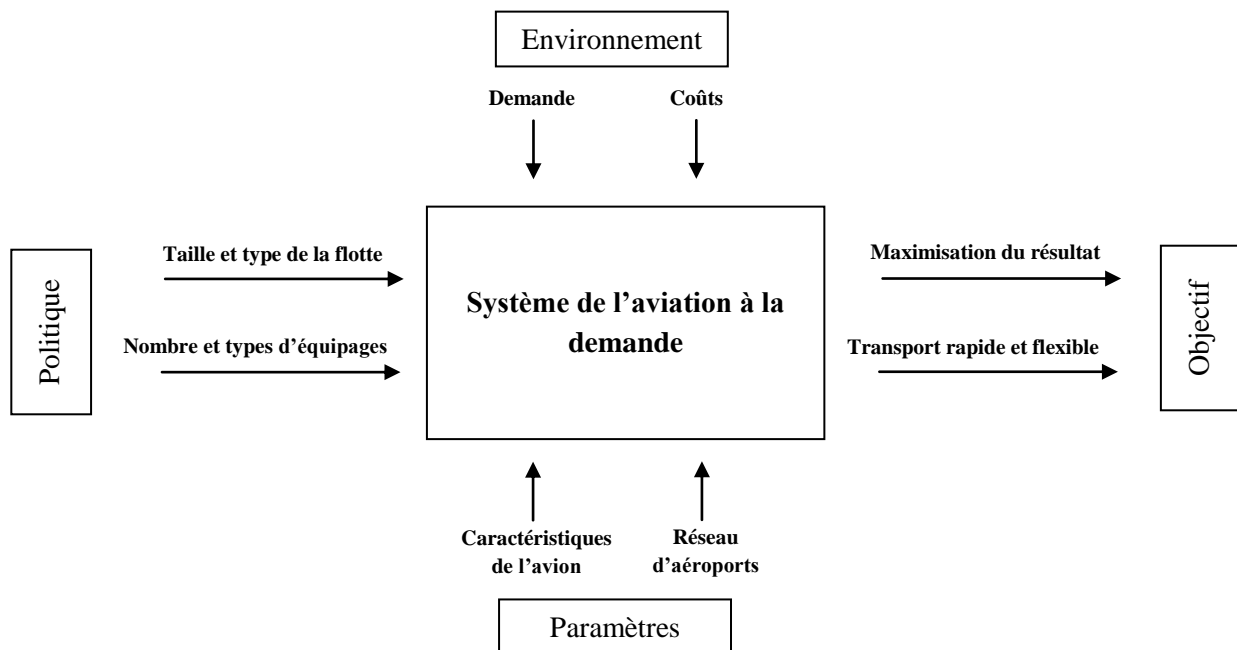 Environnement
Demande
Coûts
Politique
Taille et type de la flotte
Nombre et types d’équipages
Système de l’aviation à la
demande
Maximisation du résultat
Transport rapide et flexible
Objectif
Caractéristiques
de l’avion
Réseau
d’aéroports
Paramètres